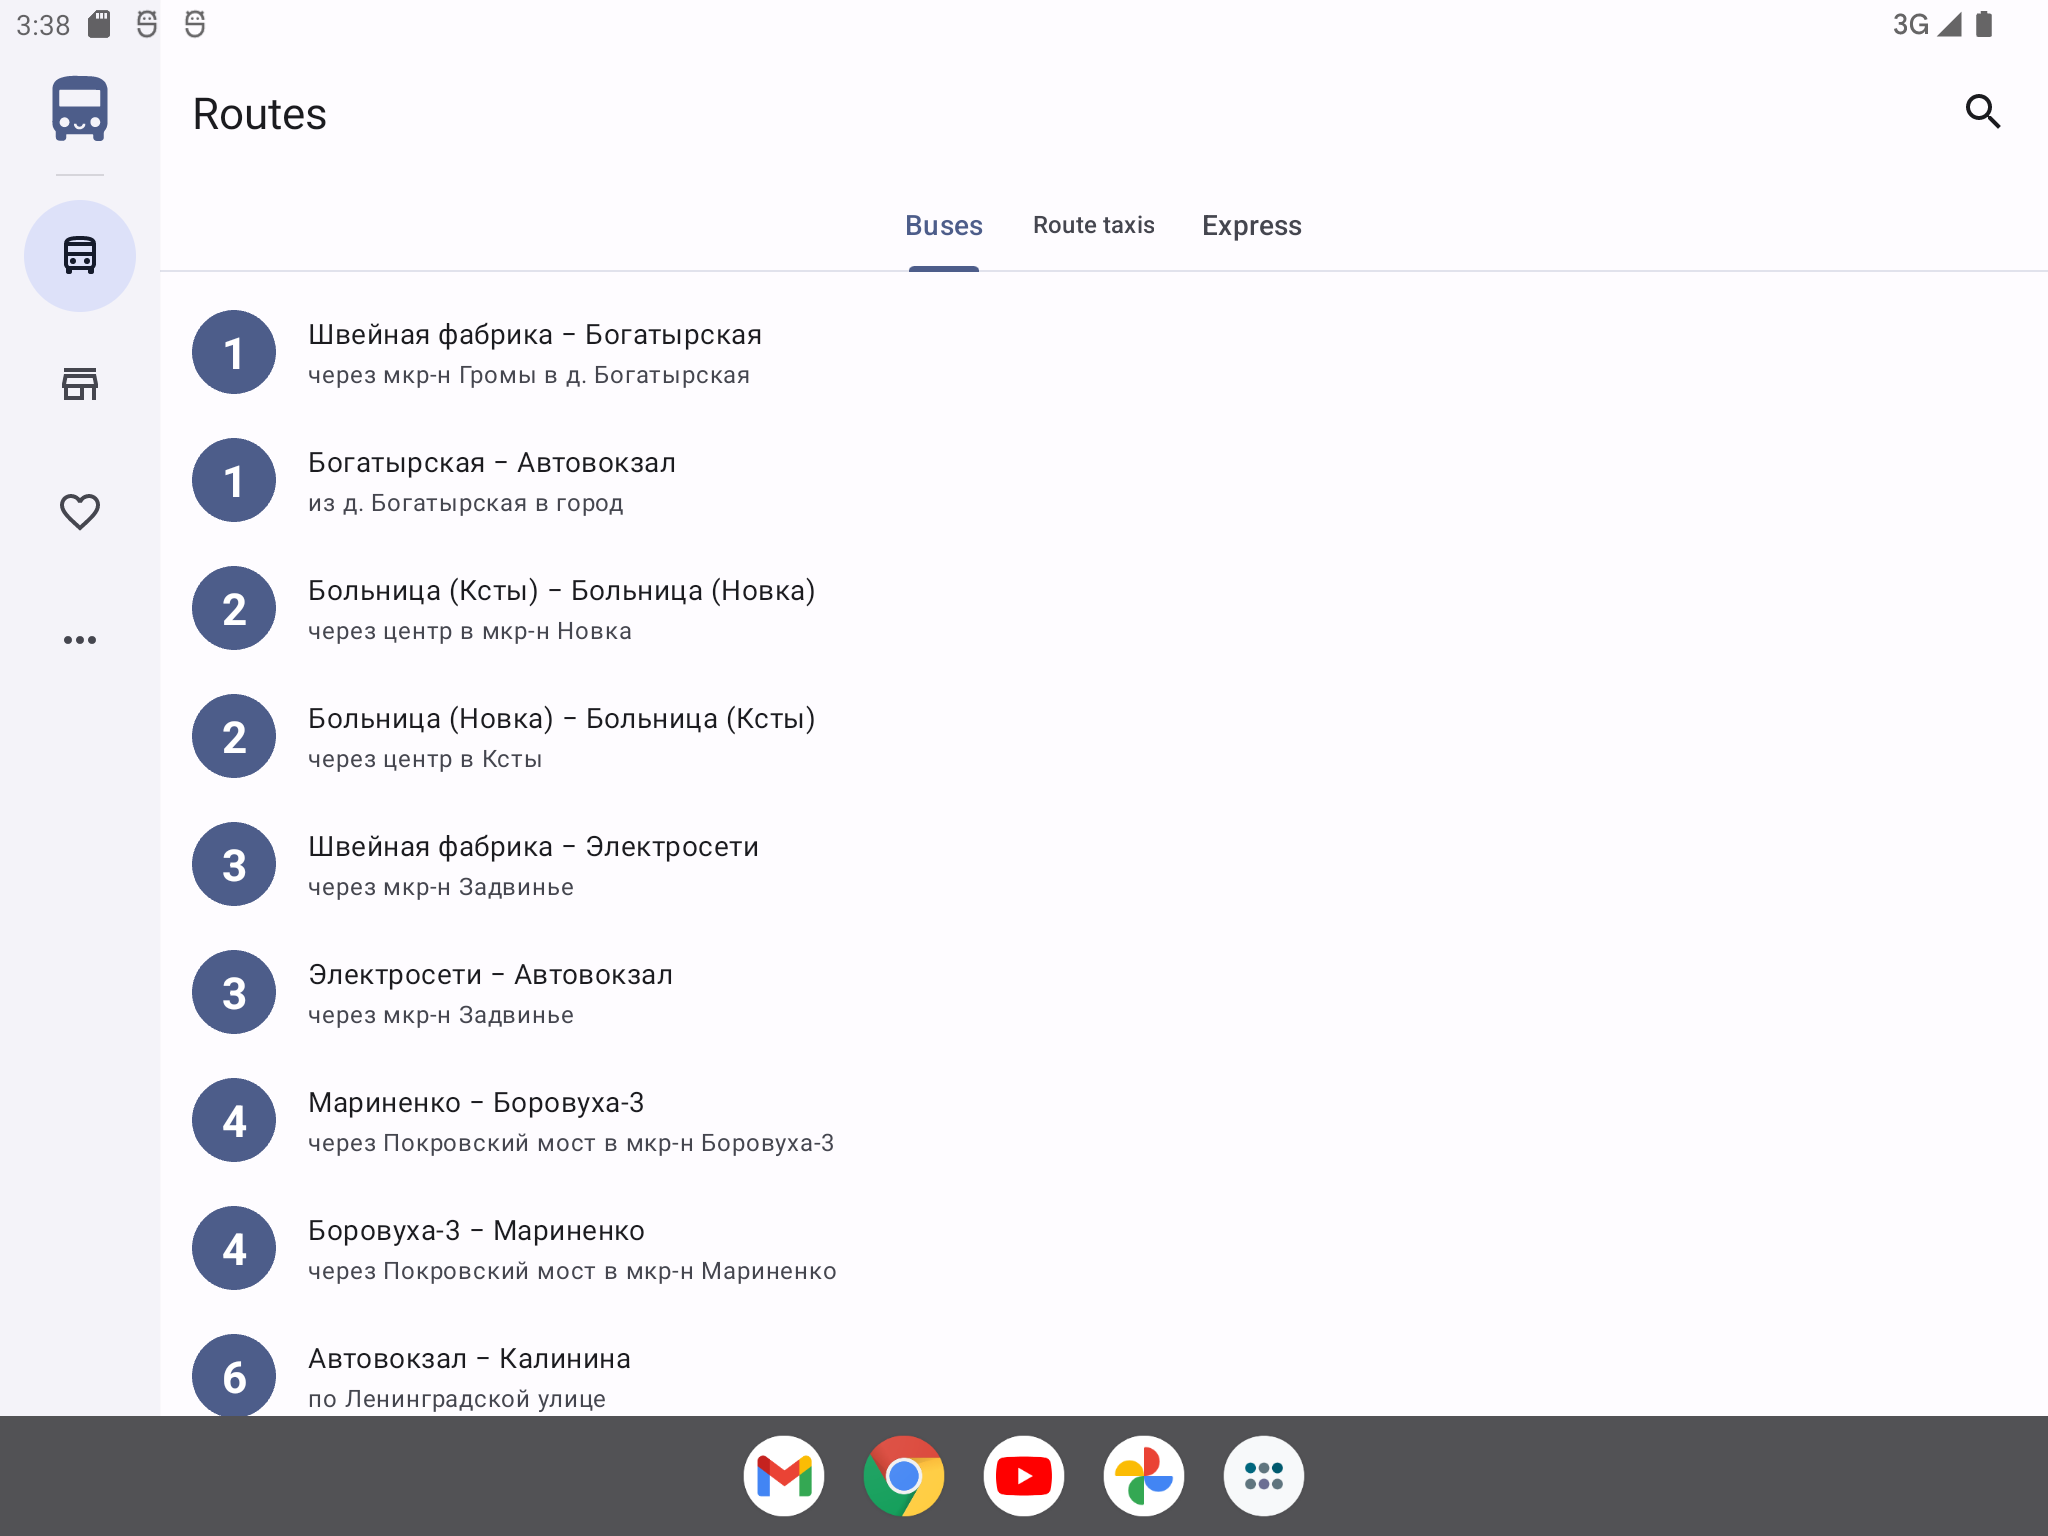 3:38
3G
Routes
Buses
Route taxis
Express
1
Швейная фабрика – Богатырская
через мкр-н Громы в д. Богатырская
1
Богатырская – Автовокзал
из д. Богатырская в город
2
Больница (Ксты) – Больница (Новка)
через центр в мкр-н Новка
2
Больница (Новка) – Больница (Ксты)
через центр в Ксты
3
Швейная фабрика – Электросети
через мкр-н Задвинье
3
Электросети – Автовокзал
через мкр-н Задвинье
4
Мариненко – Боровуха-3
через Покровский мост в мкр-н Боровуха-3
4
Боровуха-3 – Мариненко
через Покровский мост в мкр-н Мариненко
6
Автовокзал – Калинина
по Ленинградской улице